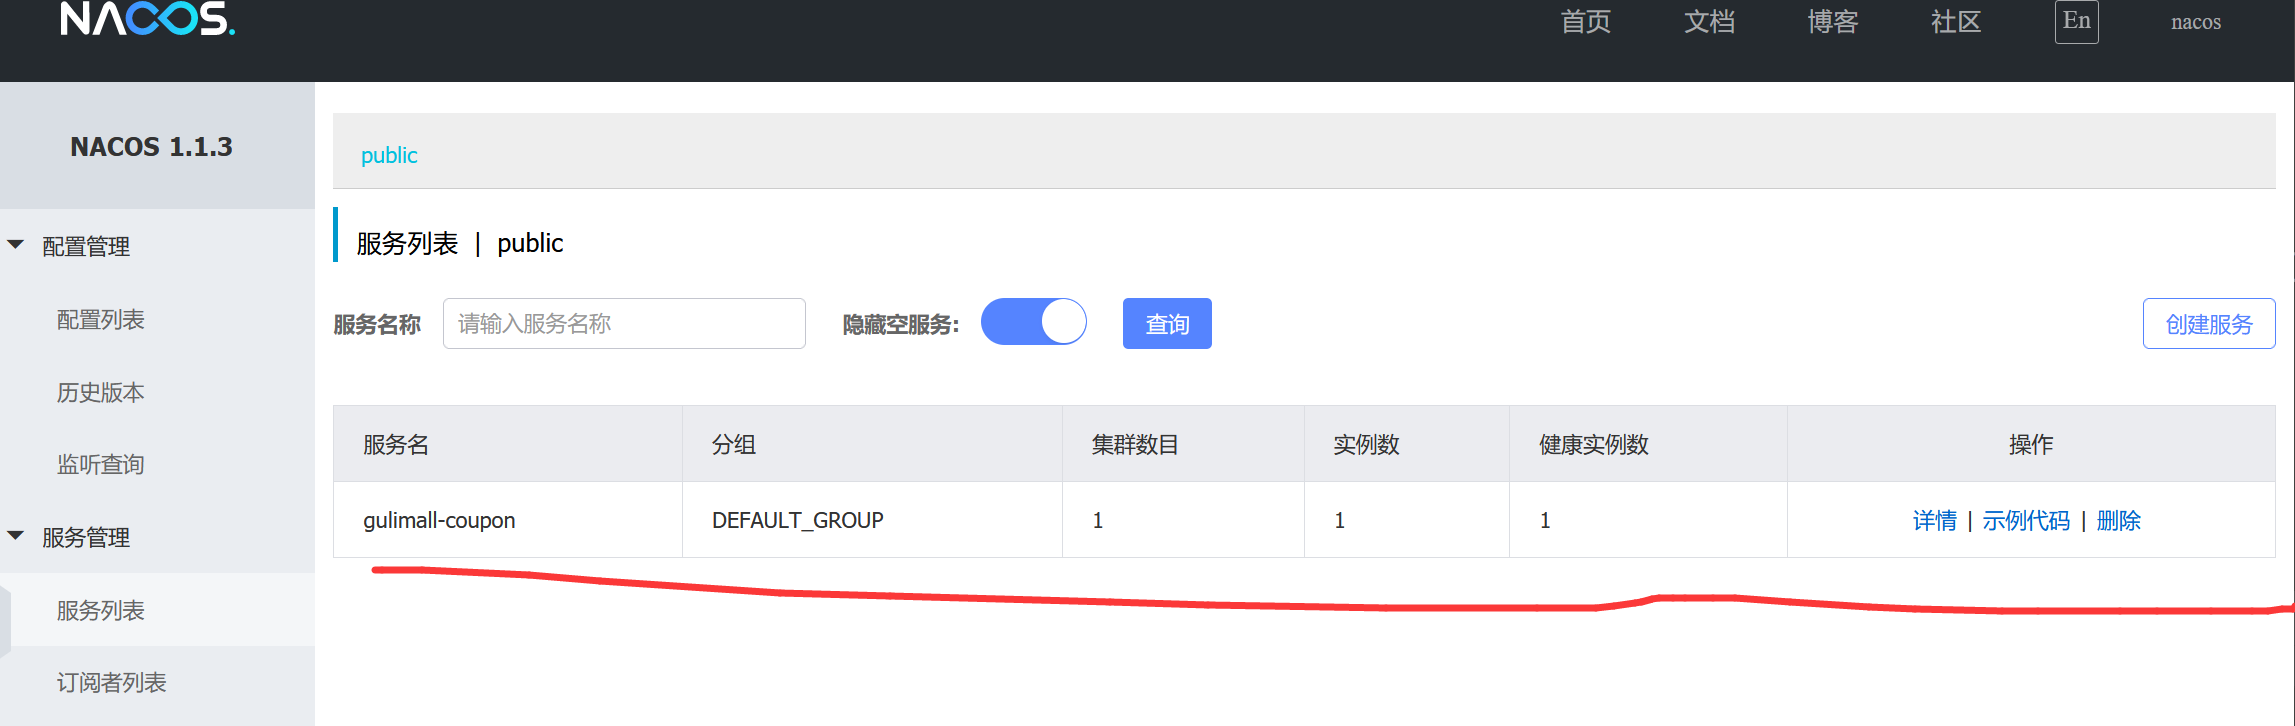 NACOS.
首页 文档 博客 社区 En nacos
NACOS 1.1.3
配置管理
配置列表
历史版本
监听查询
服务管理
服务列表
订阅者列表
public
服务列表 | public
服务名称 请输入服务名称 隐藏空服务: 查询 创建服务
服务名 分组 集群数目 实例数 健康实例数 操作
gulimall-coupon DEFAULT_GROUP 1 1 1 详情 | 示例代码 | 删除